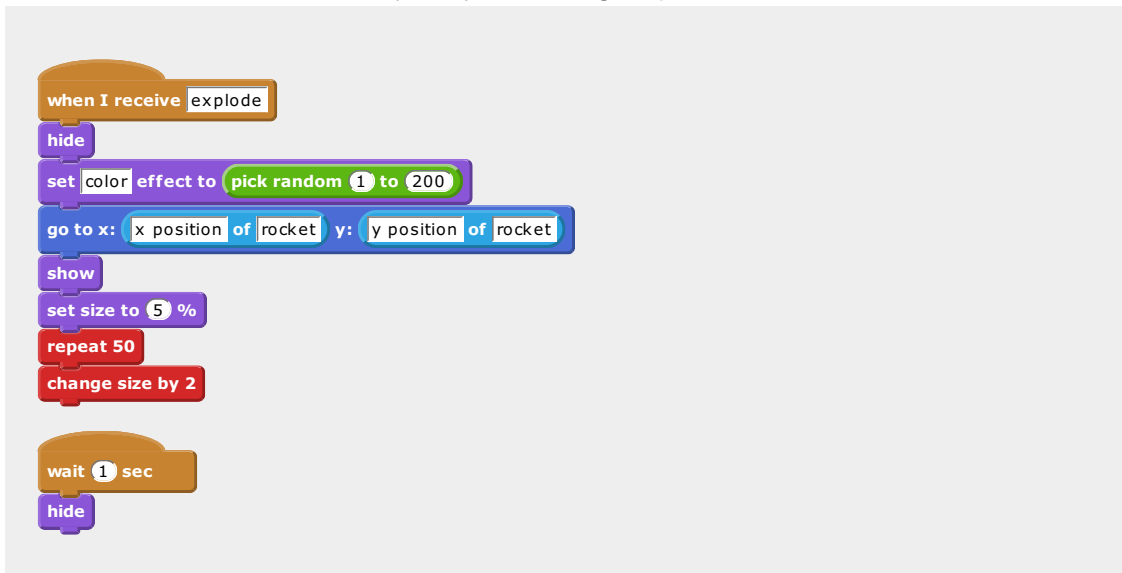 when I receive explode
hide
set color effect to pick random 1 to 200
go to x: x position of rocket y: y position of rocket
show
set size to 5 %
repeat 50
change size by 2
wait 1 sec
hide